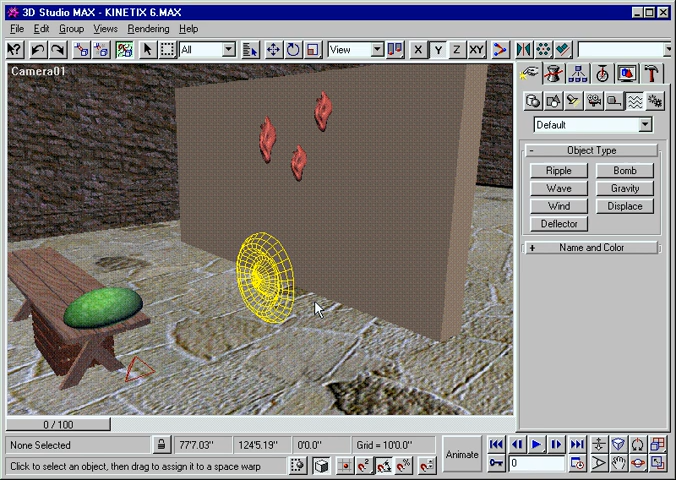 3D Studio MAX - KINETIX 6.MAX
File Edit Group Views Rendering Help
All View X Y Z XY
Camera01
Default
- Object Type
Ripple Bomb
Wave Gravity
Wind Displace
Deflector
+ Name and Color
0 / 100
None Selected 77'7.03" 124'5.19" 0'0.0" Grid = 10'0.0" Animate
Click to select an object, then drag to assign it to a space warp 0